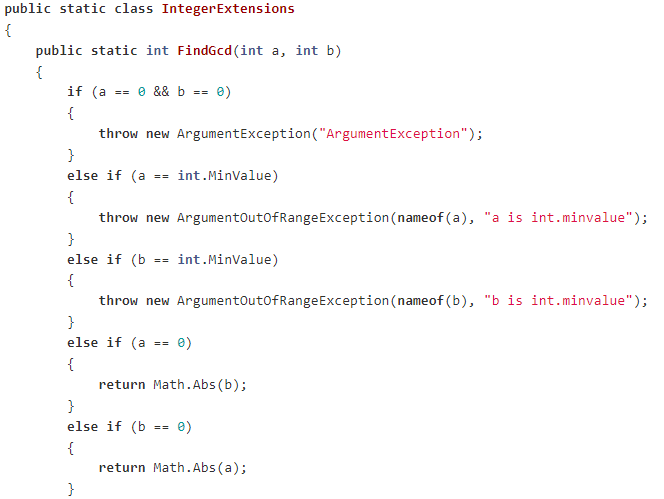 public static class IntegerExtensions
{
    public static int FindGcd(int a, int b)
    {
        if (a == 0 && b == 0)
        {
            throw new ArgumentException("ArgumentException");
        }
        else if (a == int.MinValue)
        {
            throw new ArgumentOutOfRangeException(nameof(a), "a is int.minvalue");
        }
        else if (b == int.MinValue)
        {
            throw new ArgumentOutOfRangeException(nameof(b), "b is int.minvalue");
        }
        else if (a == 0)
        {
            return Math.Abs(b);
        }
        else if (b == 0)
        {
            return Math.Abs(a);
        }